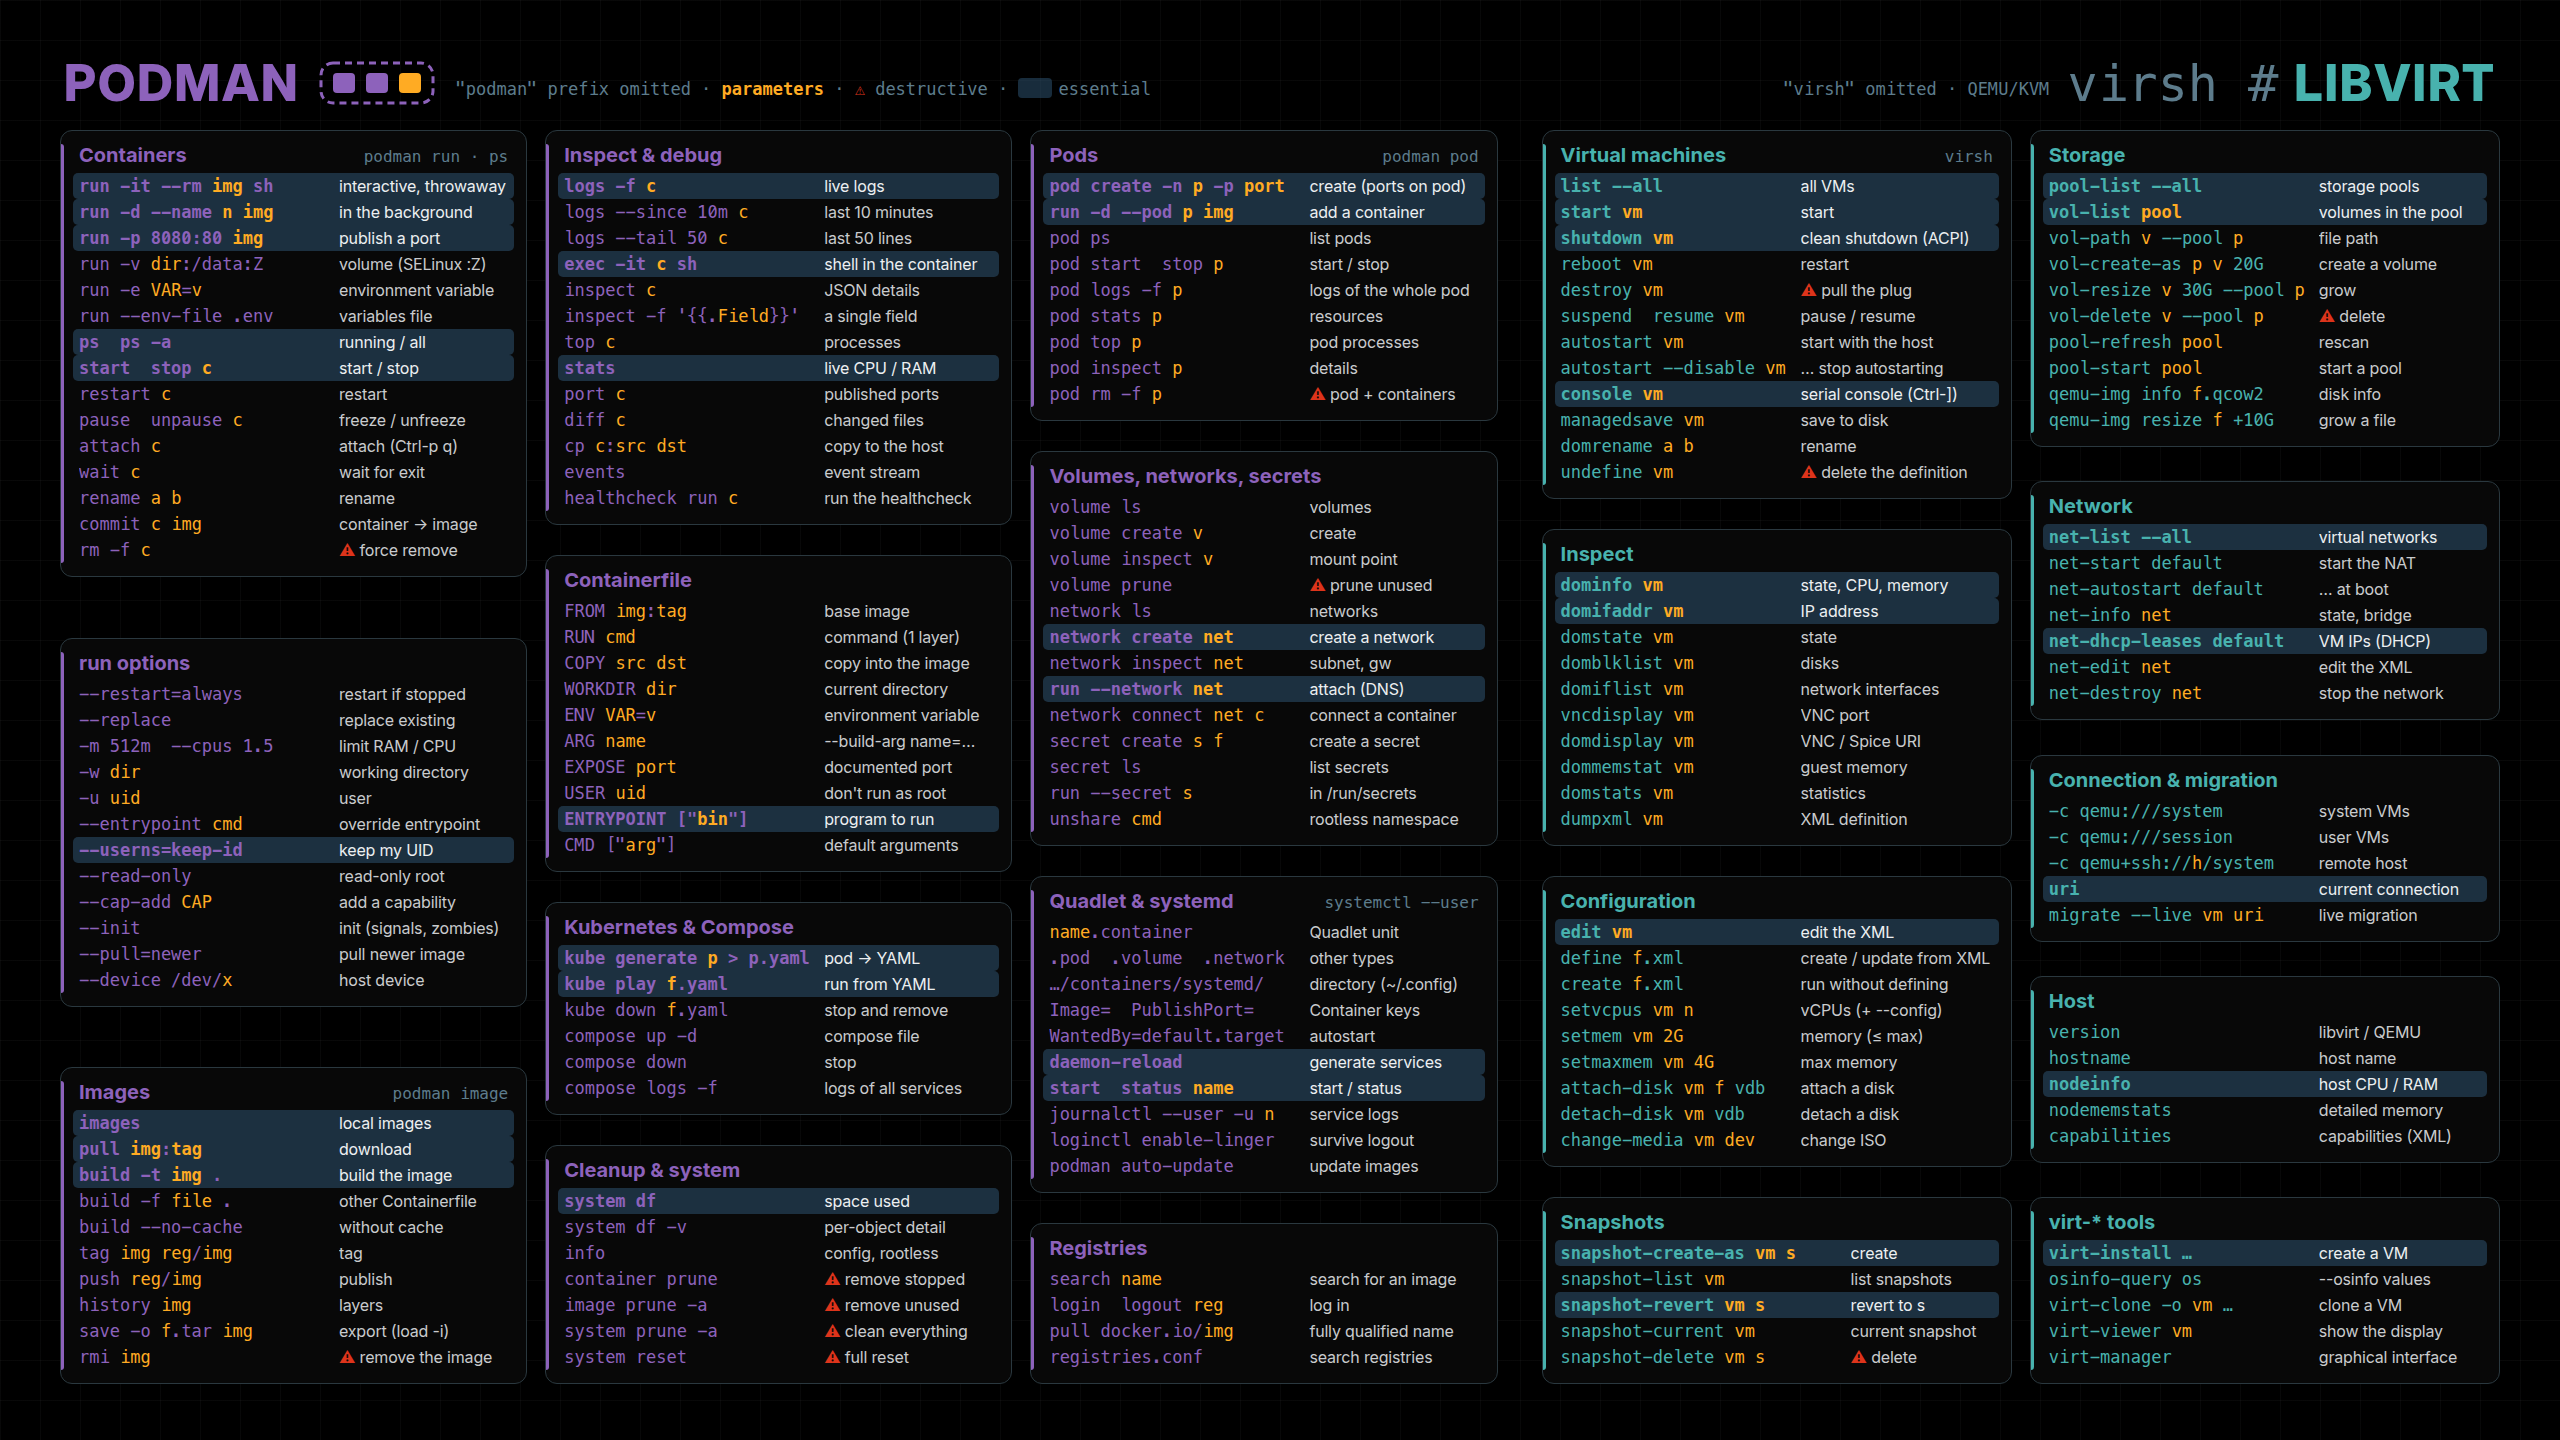 PODMAN
"podman" prefix omitted · parameters · ⚠ destructive · essential
"virsh" omitted · QEMU/KVM virsh # LIBVIRT
Containers podman run · ps
run -it --rm img sh interactive, throwaway
run -d --name n img in the background
run -p 8080:80 img publish a port
run -v dir:/data:Z volume (SELinux :Z)
run -e VAR=v environment variable
run --env-file .env variables file
ps ps -a running / all
start stop c start / stop
restart c restart
pause unpause c freeze / unfreeze
attach c attach (Ctrl-p q)
wait c wait for exit
rename a b rename
commit c img container → image
rm -f c ⚠ force remove
run options
--restart=always restart if stopped
--replace replace existing
-m 512m --cpus 1.5 limit RAM / CPU
-w dir working directory
-u uid user
--entrypoint cmd override entrypoint
--userns=keep-id keep my UID
--read-only read-only root
--cap-add CAP add a capability
--init init (signals, zombies)
--pull=newer pull newer image
--device /dev/x host device
Images podman image
images local images
pull img:tag download
build -t img . build the image
build -f file . other Containerfile
build --no-cache without cache
tag img reg/img tag
push reg/img publish
history img layers
save -o f.tar img export (load -i)
rmi img ⚠ remove the image
Inspect & debug
logs -f c live logs
logs --since 10m c last 10 minutes
logs --tail 50 c last 50 lines
exec -it c sh shell in the container
inspect c JSON details
inspect -f '{{.Field}}' a single field
top c processes
stats live CPU / RAM
port c published ports
diff c changed files
cp c:src dst copy to the host
events event stream
healthcheck run c run the healthcheck
Containerfile
FROM img:tag base image
RUN cmd command (1 layer)
COPY src dst copy into the image
WORKDIR dir current directory
ENV VAR=v environment variable
ARG name --build-arg name=…
EXPOSE port documented port
USER uid don't run as root
ENTRYPOINT ["bin"] program to run
CMD ["arg"] default arguments
Kubernetes & Compose
kube generate p > p.yaml pod → YAML
kube play f.yaml run from YAML
kube down f.yaml stop and remove
compose up -d compose file
compose down stop
compose logs -f logs of all services
Cleanup & system
system df space used
system df -v per-object detail
info config, rootless
container prune ⚠ remove stopped
image prune -a ⚠ remove unused
system prune -a ⚠ clean everything
system reset ⚠ full reset
Pods podman pod
pod create -n p -p port create (ports on pod)
run -d --pod p img add a container
pod ps list pods
pod start stop p start / stop
pod logs -f p logs of the whole pod
pod stats p resources
pod top p pod processes
pod inspect p details
pod rm -f p ⚠ pod + containers
Volumes, networks, secrets
volume ls volumes
volume create v create
volume inspect v mount point
volume prune ⚠ prune unused
network ls networks
network create net create a network
network inspect net subnet, gw
run --network net attach (DNS)
network connect net c connect a container
secret create s f create a secret
secret ls list secrets
run --secret s in /run/secrets
unshare cmd rootless namespace
Quadlet & systemd systemctl --user
name.container Quadlet unit
.pod .volume .network other types
…/containers/systemd/ directory (~/.config)
Image= PublishPort= Container keys
WantedBy=default.target autostart
daemon-reload generate services
start status name start / status
journalctl --user -u n service logs
loginctl enable-linger survive logout
podman auto-update update images
Registries
search name search for an image
login logout reg log in
pull docker.io/img fully qualified name
registries.conf search registries
Virtual machines virsh
list --all all VMs
start vm start
shutdown vm clean shutdown (ACPI)
reboot vm restart
destroy vm ⚠ pull the plug
suspend resume vm pause / resume
autostart vm start with the host
autostart --disable vm … stop autostarting
console vm serial console (Ctrl-])
managedsave vm save to disk
domrename a b rename
undefine vm ⚠ delete the definition
Inspect
dominfo vm state, CPU, memory
domifaddr vm IP address
domstate vm state
domblklist vm disks
domiflist vm network interfaces
vncdisplay vm VNC port
domdisplay vm VNC / Spice URI
dommemstat vm guest memory
domstats vm statistics
dumpxml vm XML definition
Configuration
edit vm edit the XML
define f.xml create / update from XML
create f.xml run without defining
setvcpus vm n vCPUs (+ --config)
setmem vm 2G memory (≤ max)
setmaxmem vm 4G max memory
attach-disk vm f vdb attach a disk
detach-disk vm vdb detach a disk
change-media vm dev change ISO
Snapshots
snapshot-create-as vm s create
snapshot-list vm list snapshots
snapshot-revert vm s revert to s
snapshot-current vm current snapshot
snapshot-delete vm s ⚠ delete
Storage
pool-list --all storage pools
vol-list pool volumes in the pool
vol-path v --pool p file path
vol-create-as p v 20G create a volume
vol-resize v 30G --pool p grow
vol-delete v --pool p ⚠ delete
pool-refresh pool rescan
pool-start pool start a pool
qemu-img info f.qcow2 disk info
qemu-img resize f +10G grow a file
Network
net-list --all virtual networks
net-start default start the NAT
net-autostart default … at boot
net-info net state, bridge
net-dhcp-leases default VM IPs (DHCP)
net-edit net edit the XML
net-destroy net stop the network
Connection & migration
-c qemu:///system system VMs
-c qemu:///session user VMs
-c qemu+ssh://h/system remote host
uri current connection
migrate --live vm uri live migration
Host
version libvirt / QEMU
hostname host name
nodeinfo host CPU / RAM
nodememstats detailed memory
capabilities capabilities (XML)
virt-* tools
virt-install … create a VM
osinfo-query os --osinfo values
virt-clone -o vm … clone a VM
virt-viewer vm show the display
virt-manager graphical interface